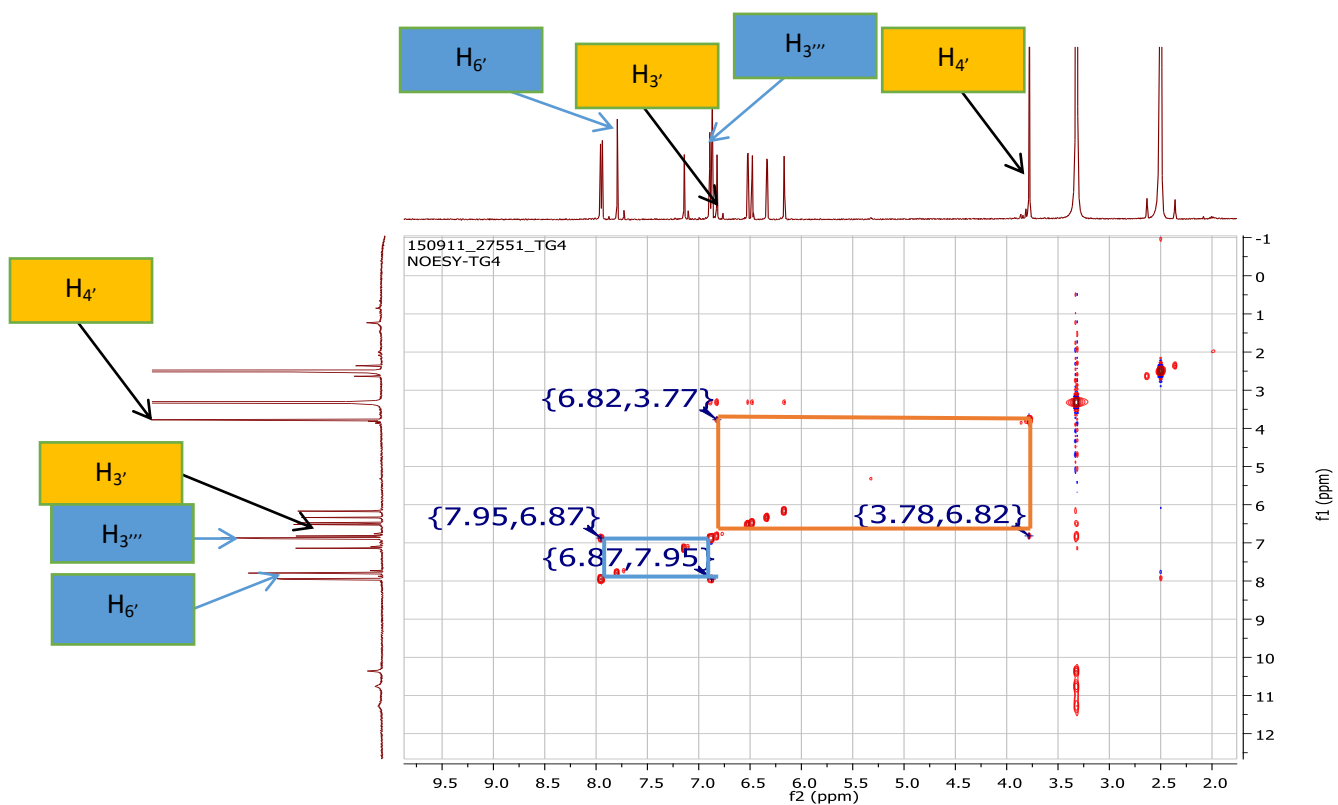 H6’
H3’
H3’’’
H4’
150911_27551_TG4
NOESY-TG4
H4’
H3’
H3’’’
H6’
{6.82,3.77}
{7.95,6.87}
{3.78,6.82}
{6.87,7.95}
-1
0
1
2
3
4
5
6
7
8
9
10
11
12
f1 (ppm)
9.5 9.0 8.5 8.0 7.5 7.0 6.5 6.0 5.5 5.0 4.5 4.0 3.5 3.0 2.5 2.0
f2 (ppm)